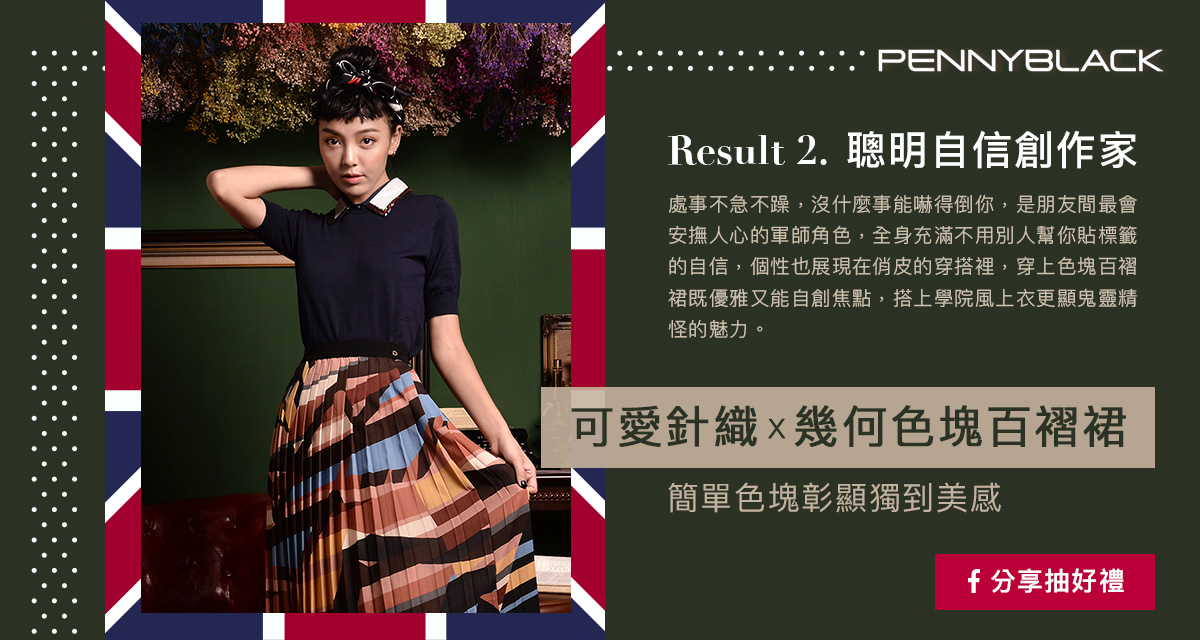 PENNYBLACK
Result 2. 聰明自信創作家
處事不急不躁，沒什麼事能嚇得倒你，是朋友間最會
安撫人心的軍師角色，全身充滿不用別人幫你貼標籤
的自信，個性也展現在俏皮的穿搭裡，穿上色塊百褶
裙既優雅又能自創焦點，搭上學院風上衣更顯鬼靈精
怪的魅力。
可愛針織 x 幾何色塊百褶裙
簡單色塊彰顯獨到美感
f 分享抽好禮